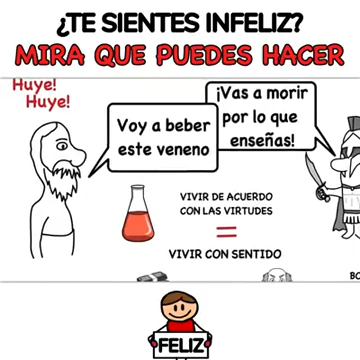 ¿TE SIENTES INFELIZ?
MIRA QUE PUEDES HACER
Huye!
Huye!
Voy a beber
este veneno
¡Vas a morir
por lo que
enseñas!
VIVIR DE ACUERDO
CON LAS VIRTUDES
=
VIVIR CON SENTIDO
FELIZ